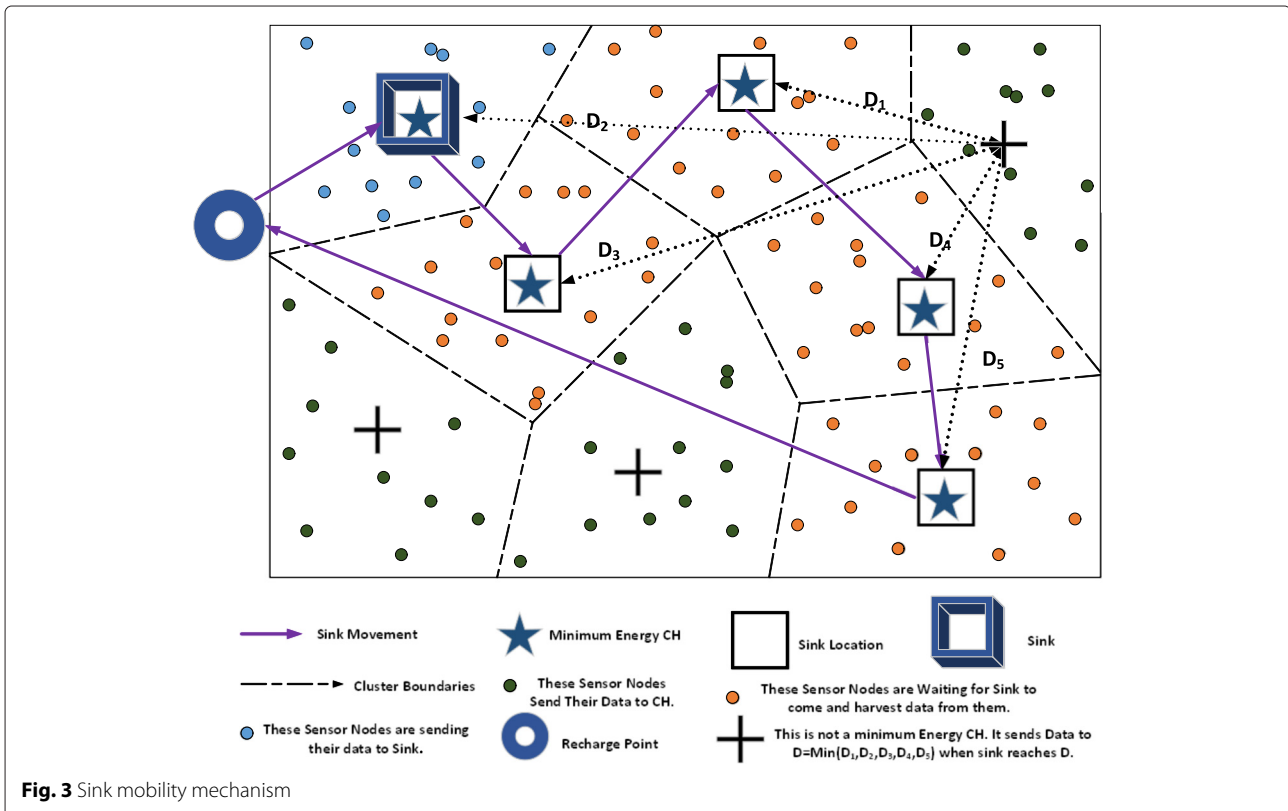 D1
D2
D3
D4
D5
Sink Movement
Minimum Energy CH
Sink Location
Sink
Cluster Boundaries
These Sensor Nodes
Send Their Data to CH.
These Sensor Nodes are Waiting for Sink to
come and harvest data from them.
These Sensor Nodes are sending
their data to Sink.
Recharge Point
This is not a minimum Energy CH. It sends Data to
D=Min(D1,D2,D3,D4,D5) when sink reaches D.
Fig. 3 Sink mobility mechanism